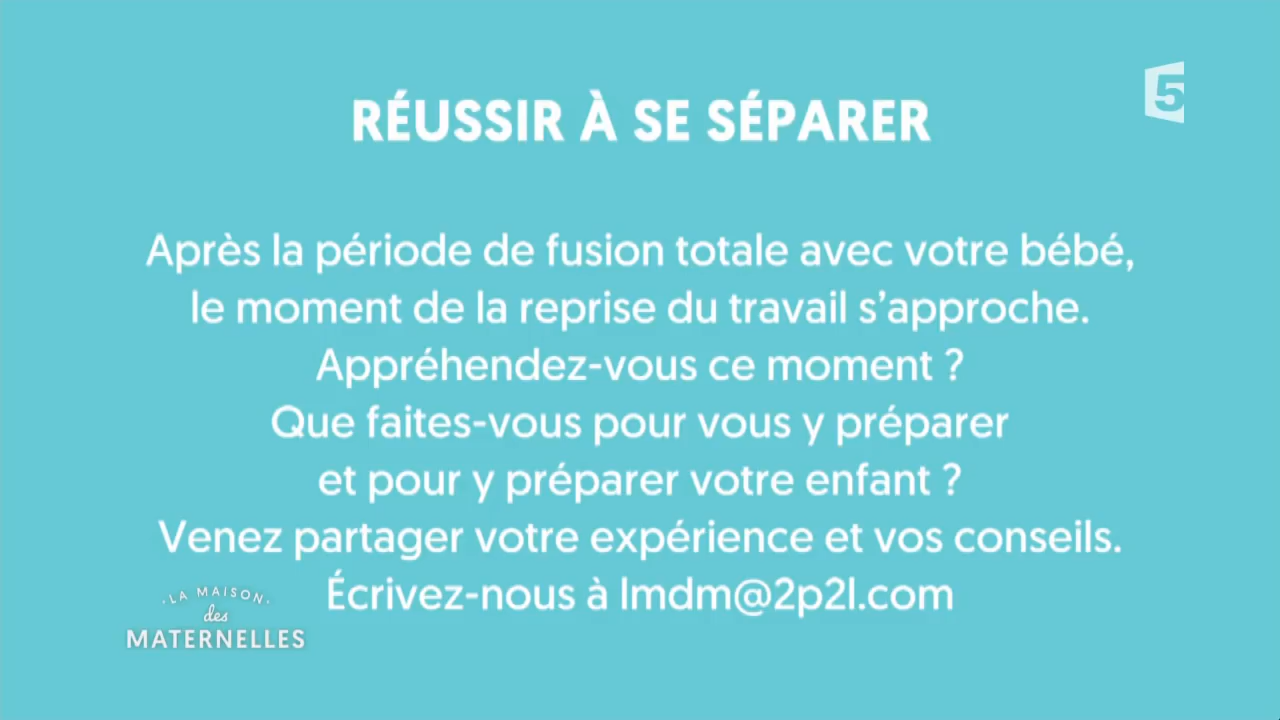 5
RÉUSSIR À SE SÉPARER
Après la période de fusion totale avec votre bébé,
le moment de la reprise du travail s’approche.
Appréhendez-vous ce moment ?
Que faites-vous pour vous y préparer
et pour y préparer votre enfant ?
Venez partager votre expérience et vos conseils.
Écrivez-nous à lmdm@2p2l.com
·LA MAISON·
des
MATERNELLES